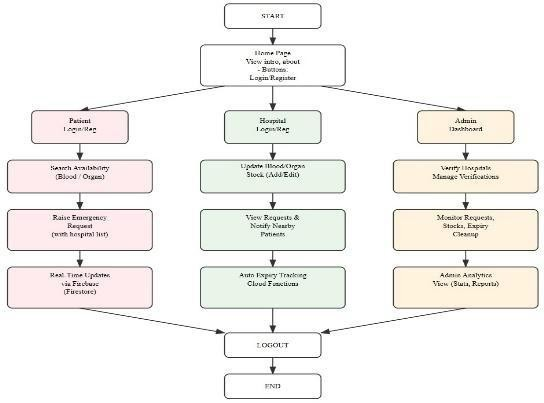 START
Home Page
View intro, about
- Buttons:
Login/Register
Patient
Login/Reg
Hospital
Login/Reg
Admin
Dashboard
Search Availability
(Blood / Organ)
Update Blood/Organ
Stock (Add/Edit)
Verify Hospitals
Manage Verifications
Raise Emergency
Request
(with hospital list)
View Requests &
Notify Nearby
Patients
Monitor Requests,
Stocks, Expiry
Cleanup
Real-Time Updates
via Firebase
(Firestore)
Auto Expiry Tracking
Cloud Functions
Admin Analytics
View (Stats, Reports)
LOGOUT
END